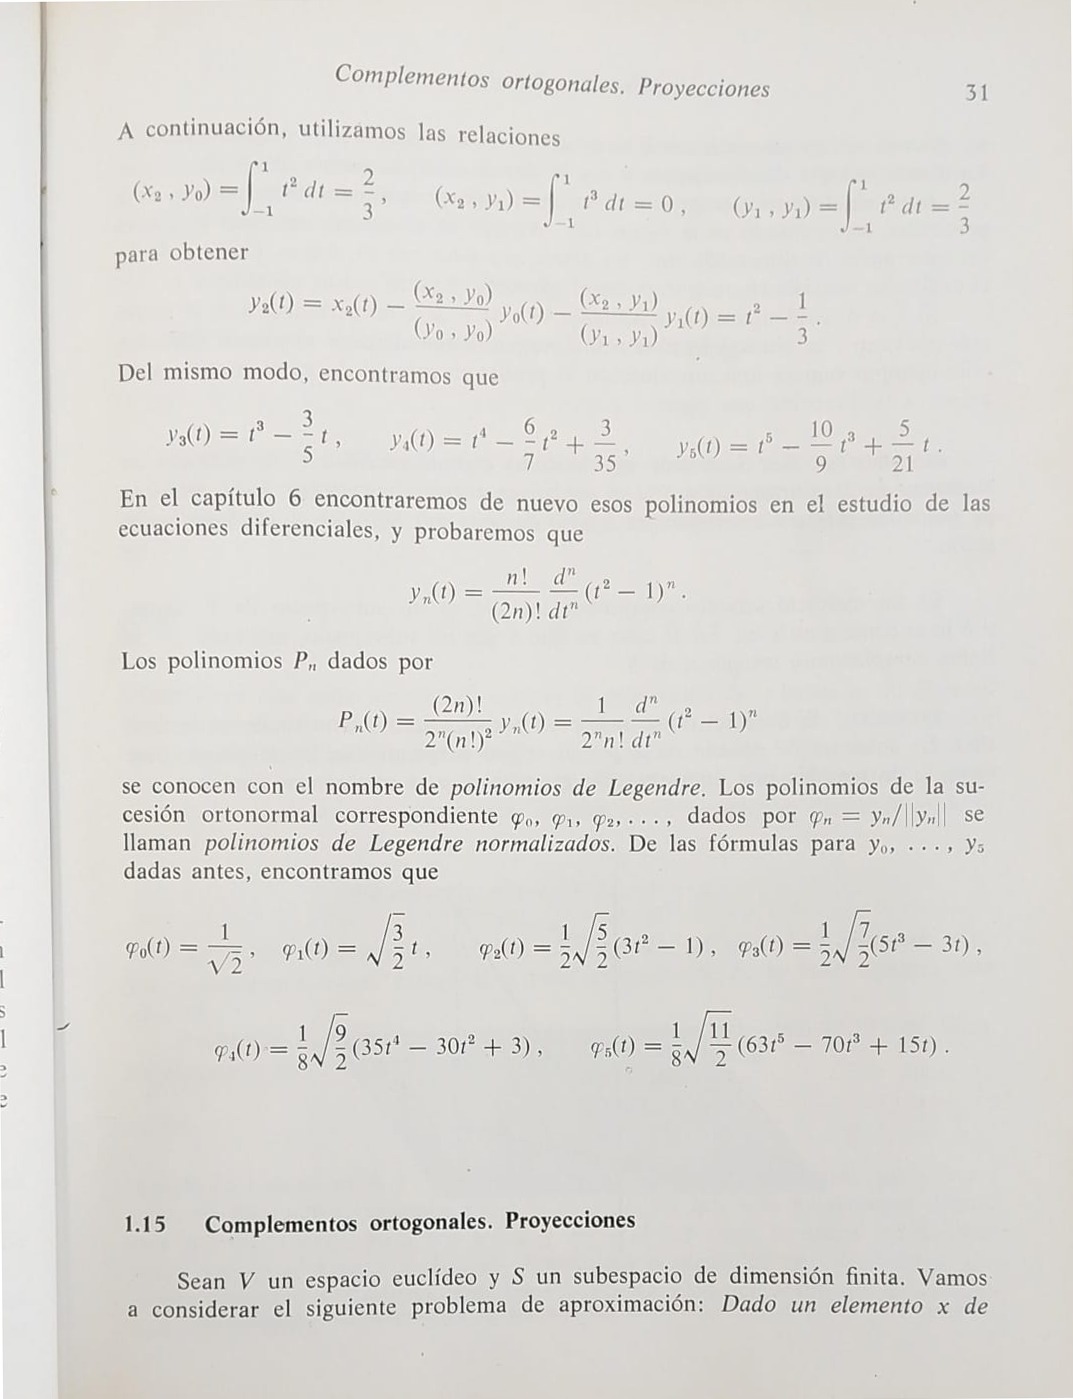 Complementos ortogonales. Proyecciones 31
A continuación, utilizamos las relaciones
(x₂ , y₀) = ∫₋₁¹ t² dt = 2/3 , (x₂ , y₁) = ∫₋₁¹ t³ dt = 0 , (y₁ , y₁) = ∫₋₁¹ t² dt = 2/3
para obtener
y₂(t) = x₂(t) − (x₂ , y₀)/(y₀ , y₀) y₀(t) − (x₂ , y₁)/(y₁ , y₁) y₁(t) = t² − 1/3 .
Del mismo modo, encontramos que
y₃(t) = t³ − 3/5 t , y₄(t) = t⁴ − 6/7 t² + 3/35 , y₅(t) = t⁵ − 10/9 t³ + 5/21 t .
En el capítulo 6 encontraremos de nuevo esos polinomios en el estudio de las
ecuaciones diferenciales, y probaremos que
yₙ(t) = n!/(2n)! dⁿ/dtⁿ (t² − 1)ⁿ .
Los polinomios Pₙ dados por
Pₙ(t) = (2n)!/2ⁿ(n!)² yₙ(t) = 1/2ⁿn! dⁿ/dtⁿ (t² − 1)ⁿ
se conocen con el nombre de polinomios de Legendre. Los polinomios de la su-
cesión ortonormal correspondiente φ₀, φ₁, φ₂, . . . , dados por φₙ = yₙ/||yₙ|| se
llaman polinomios de Legendre normalizados. De las fórmulas para y₀, . . . , y₅
dadas antes, encontramos que
φ₀(t) = 1/√2 , φ₁(t) = √(3/2) t , φ₂(t) = 1/2 √(5/2) (3t² − 1) , φ₃(t) = 1/2 √(7/2) (5t³ − 3t) ,
φ₄(t) = 1/8 √(9/2) (35t⁴ − 30t² + 3) , φ₅(t) = 1/8 √(11/2) (63t⁵ − 70t³ + 15t) .
1.15 Complementos ortogonales. Proyecciones
Sean V un espacio euclídeo y S un subespacio de dimensión finita. Vamos
a considerar el siguiente problema de aproximación: Dado un elemento x de